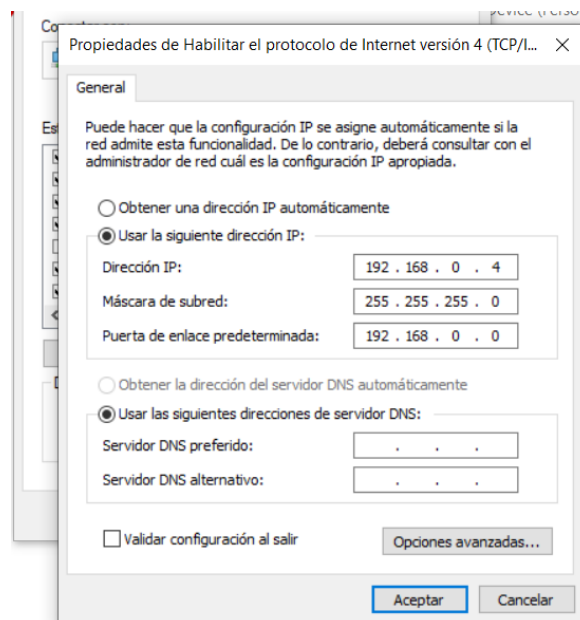 Propiedades de Habilitar el protocolo de Internet versión 4 (TCP/I...
General
Puede hacer que la configuración IP se asigne automáticamente si la
red admite esta funcionalidad. De lo contrario, deberá consultar con el
administrador de red cuál es la configuración IP apropiada.
Obtener una dirección IP automáticamente
Usar la siguiente dirección IP:
Dirección IP: 192 . 168 . 0 . 4
Máscara de subred: 255 . 255 . 255 . 0
Puerta de enlace predeterminada: 192 . 168 . 0 . 0
Obtener la dirección del servidor DNS automáticamente
Usar las siguientes direcciones de servidor DNS:
Servidor DNS preferido: . . .
Servidor DNS alternativo: . . .
Validar configuración al salir
Opciones avanzadas...
Aceptar Cancelar